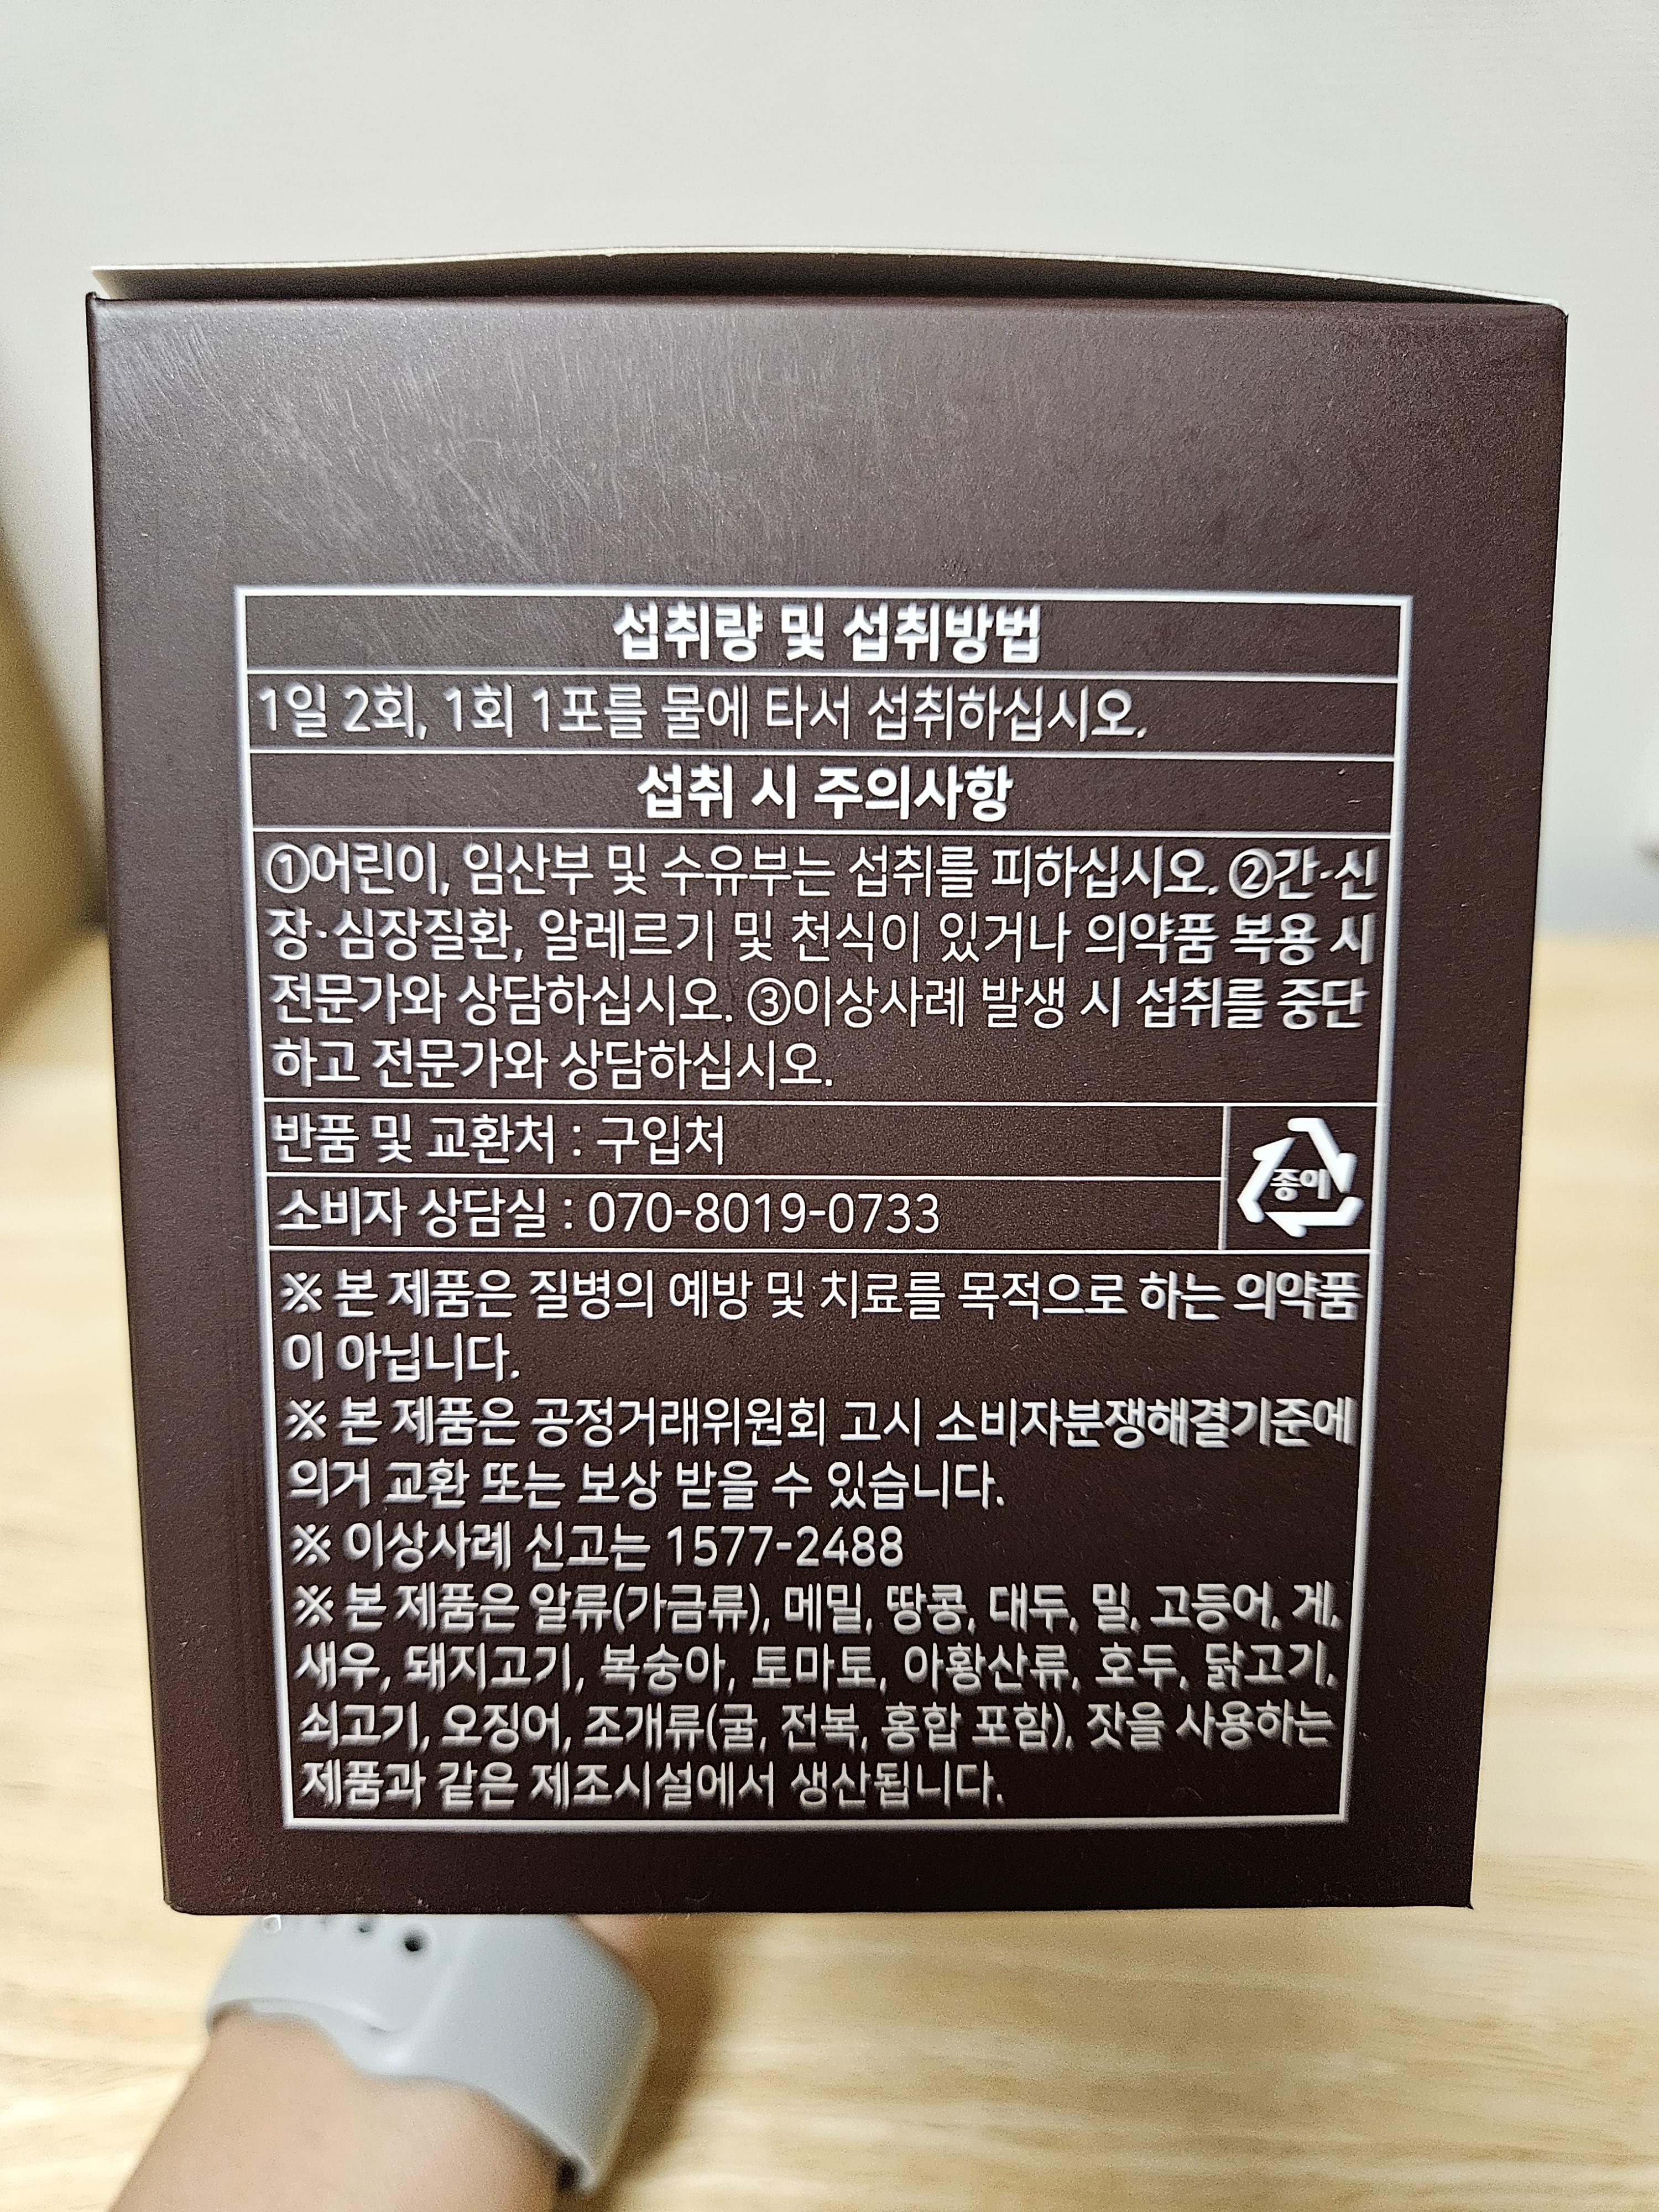 섭취량 및 섭취방법
1일 2회, 1회 1포를 물에 타서 섭취하십시오.
섭취 시 주의사항
①어린이, 임산부 및 수유부는 섭취를 피하십시오. ②간·신
장·심장질환, 알레르기 및 천식이 있거나 의약품 복용 시
전문가와 상담하십시오. ③이상사례 발생 시 섭취를 중단
하고 전문가와 상담하십시오.
반품 및 교환처 : 구입처
종이
소비자 상담실 : 070-8019-0733
※ 본 제품은 질병의 예방 및 치료를 목적으로 하는 의약품
이 아닙니다.
※ 본 제품은 공정거래위원회 고시 소비자분쟁해결기준에
의거 교환 또는 보상 받을 수 있습니다.
※ 이상사례 신고는 1577-2488
※ 본 제품은 알류(가금류), 메밀, 땅콩, 대두, 밀, 고등어, 게,
새우, 돼지고기, 복숭아, 토마토, 아황산류, 호두, 닭고기,
쇠고기, 오징어, 조개류(굴, 전복, 홍합 포함), 잣을 사용하는
제품과 같은 제조시설에서 생산됩니다.